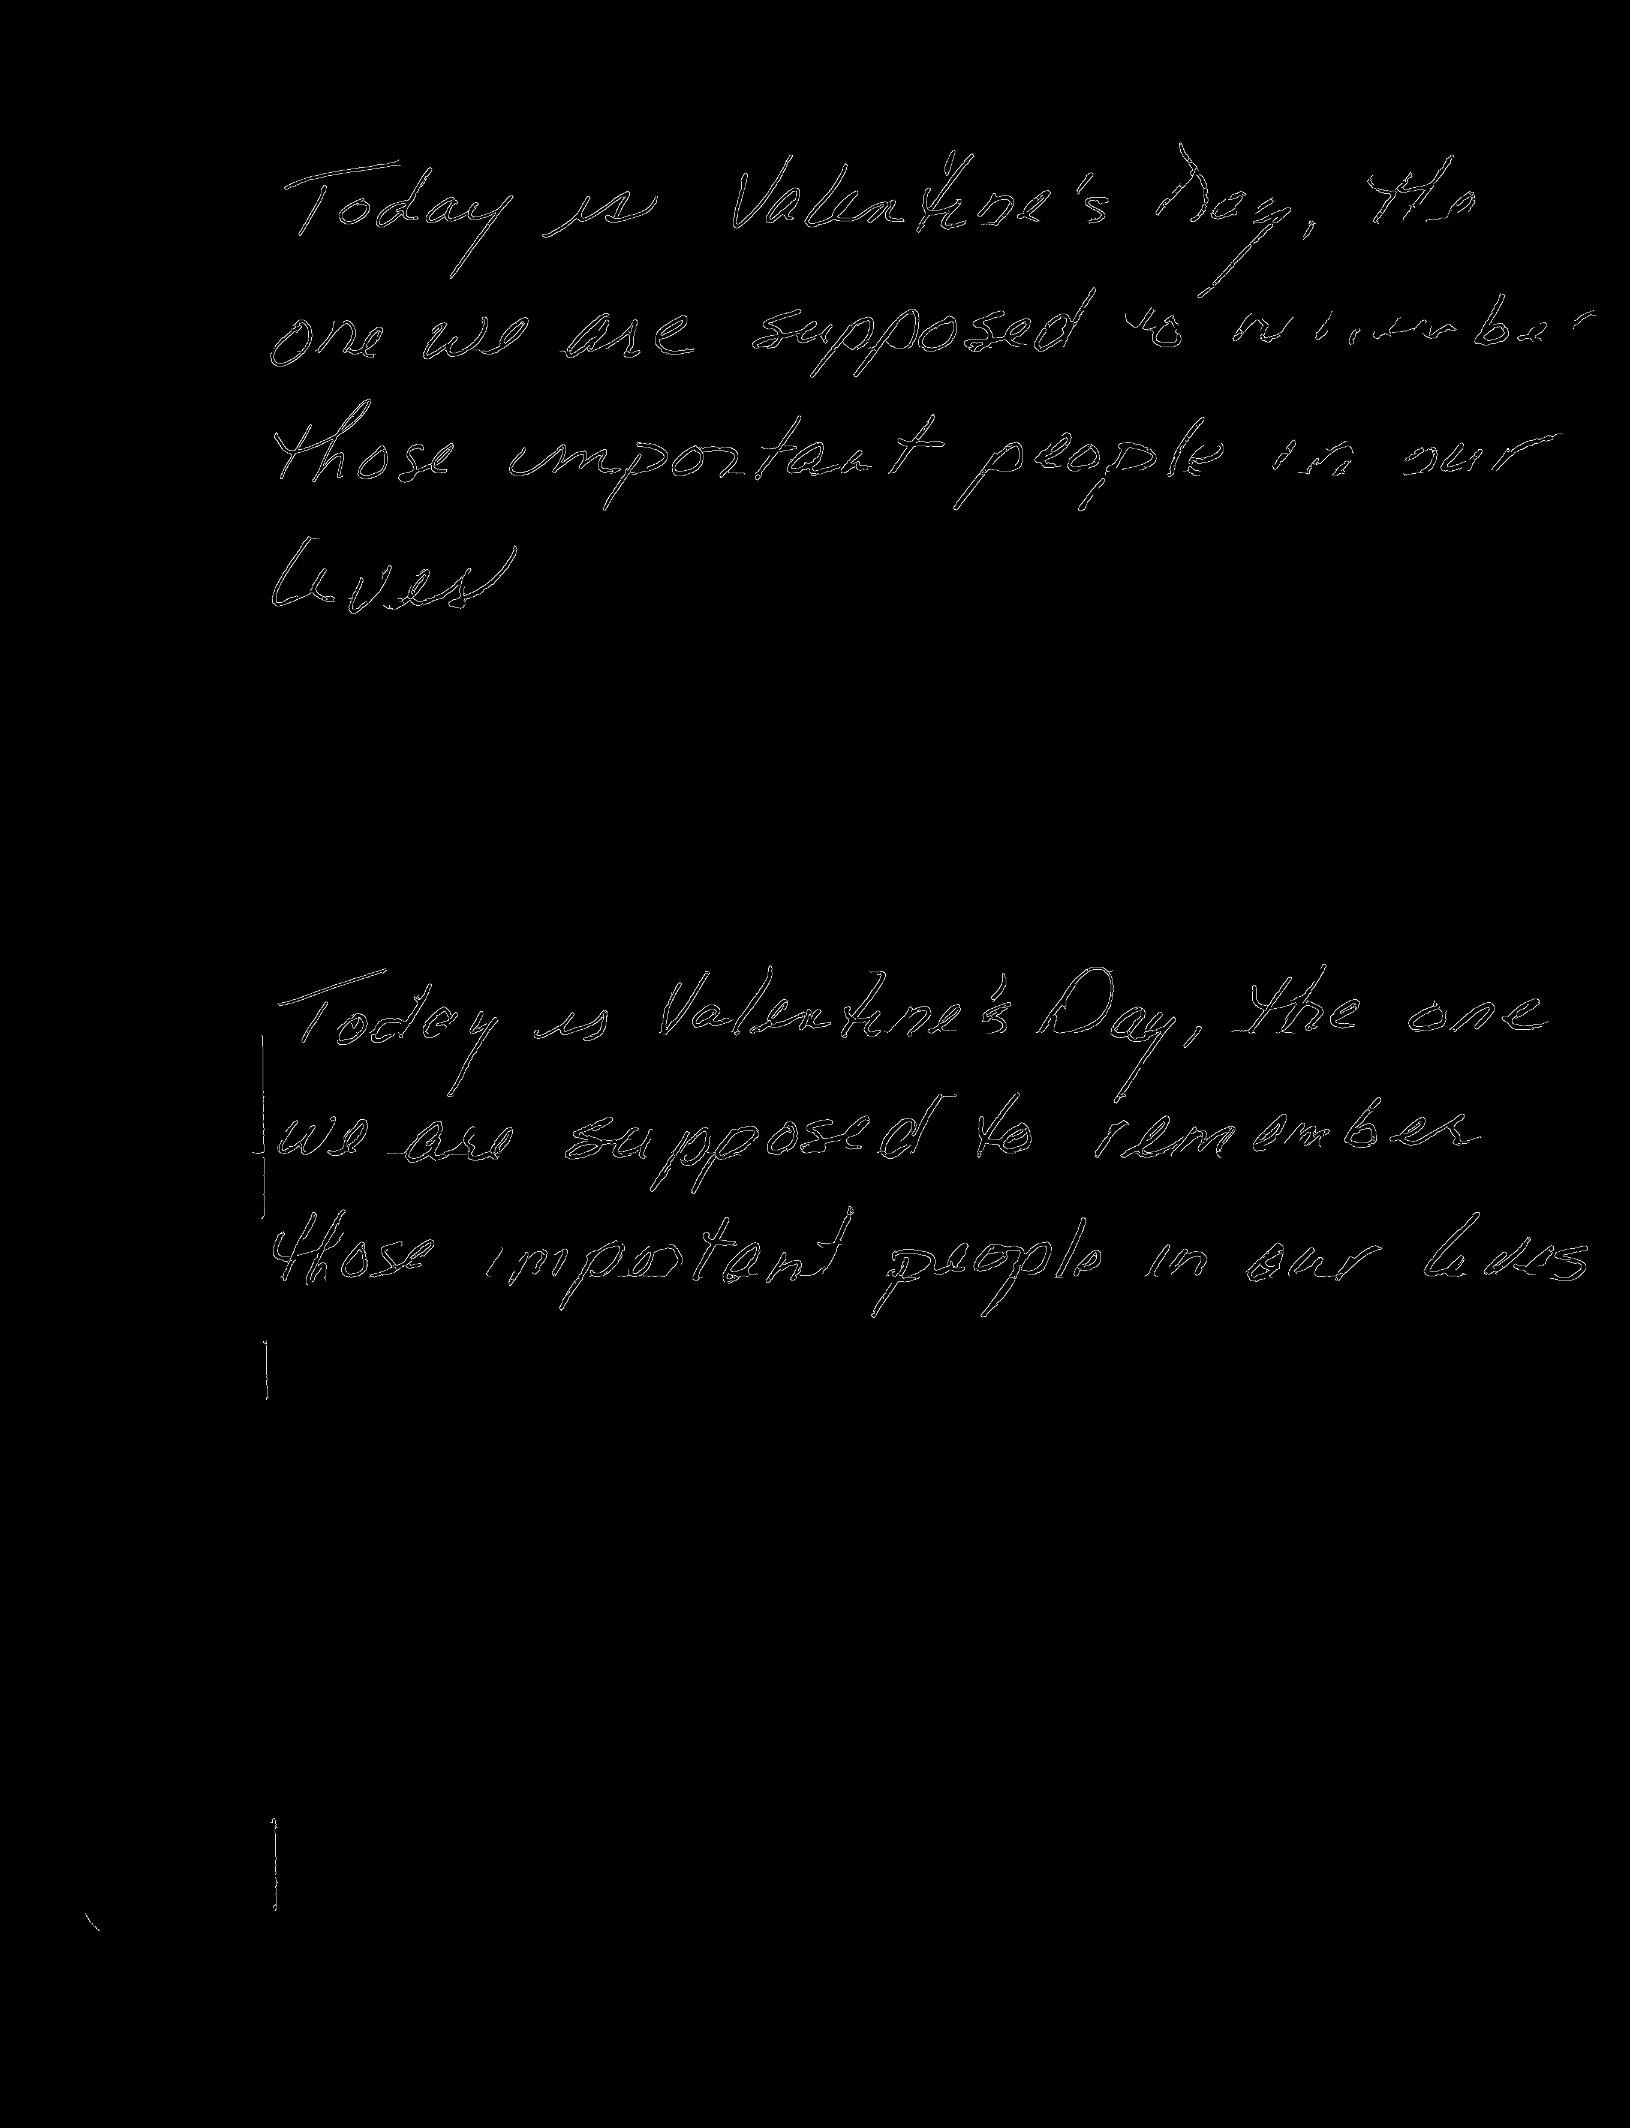 Today is Valentine's Day, the
one we are supposed to remember
those important people in our
lives
Today is Valentine's Day, the one
we are supposed to remember
those important people in our lives